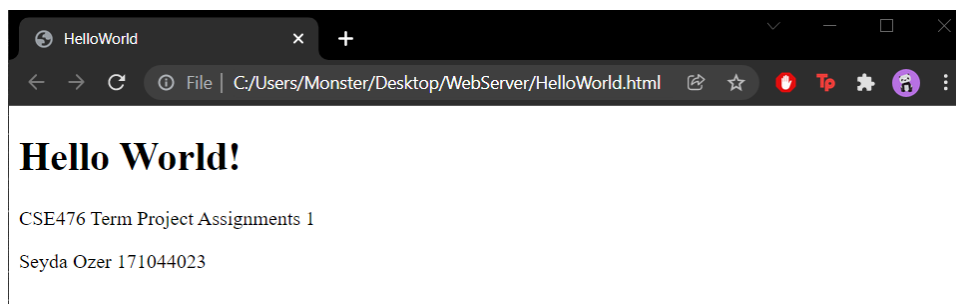 HelloWorld
File | C:/Users/Monster/Desktop/WebServer/HelloWorld.html
Tp
Hello World!
CSE476 Term Project Assignments 1
Seyda Ozer 171044023